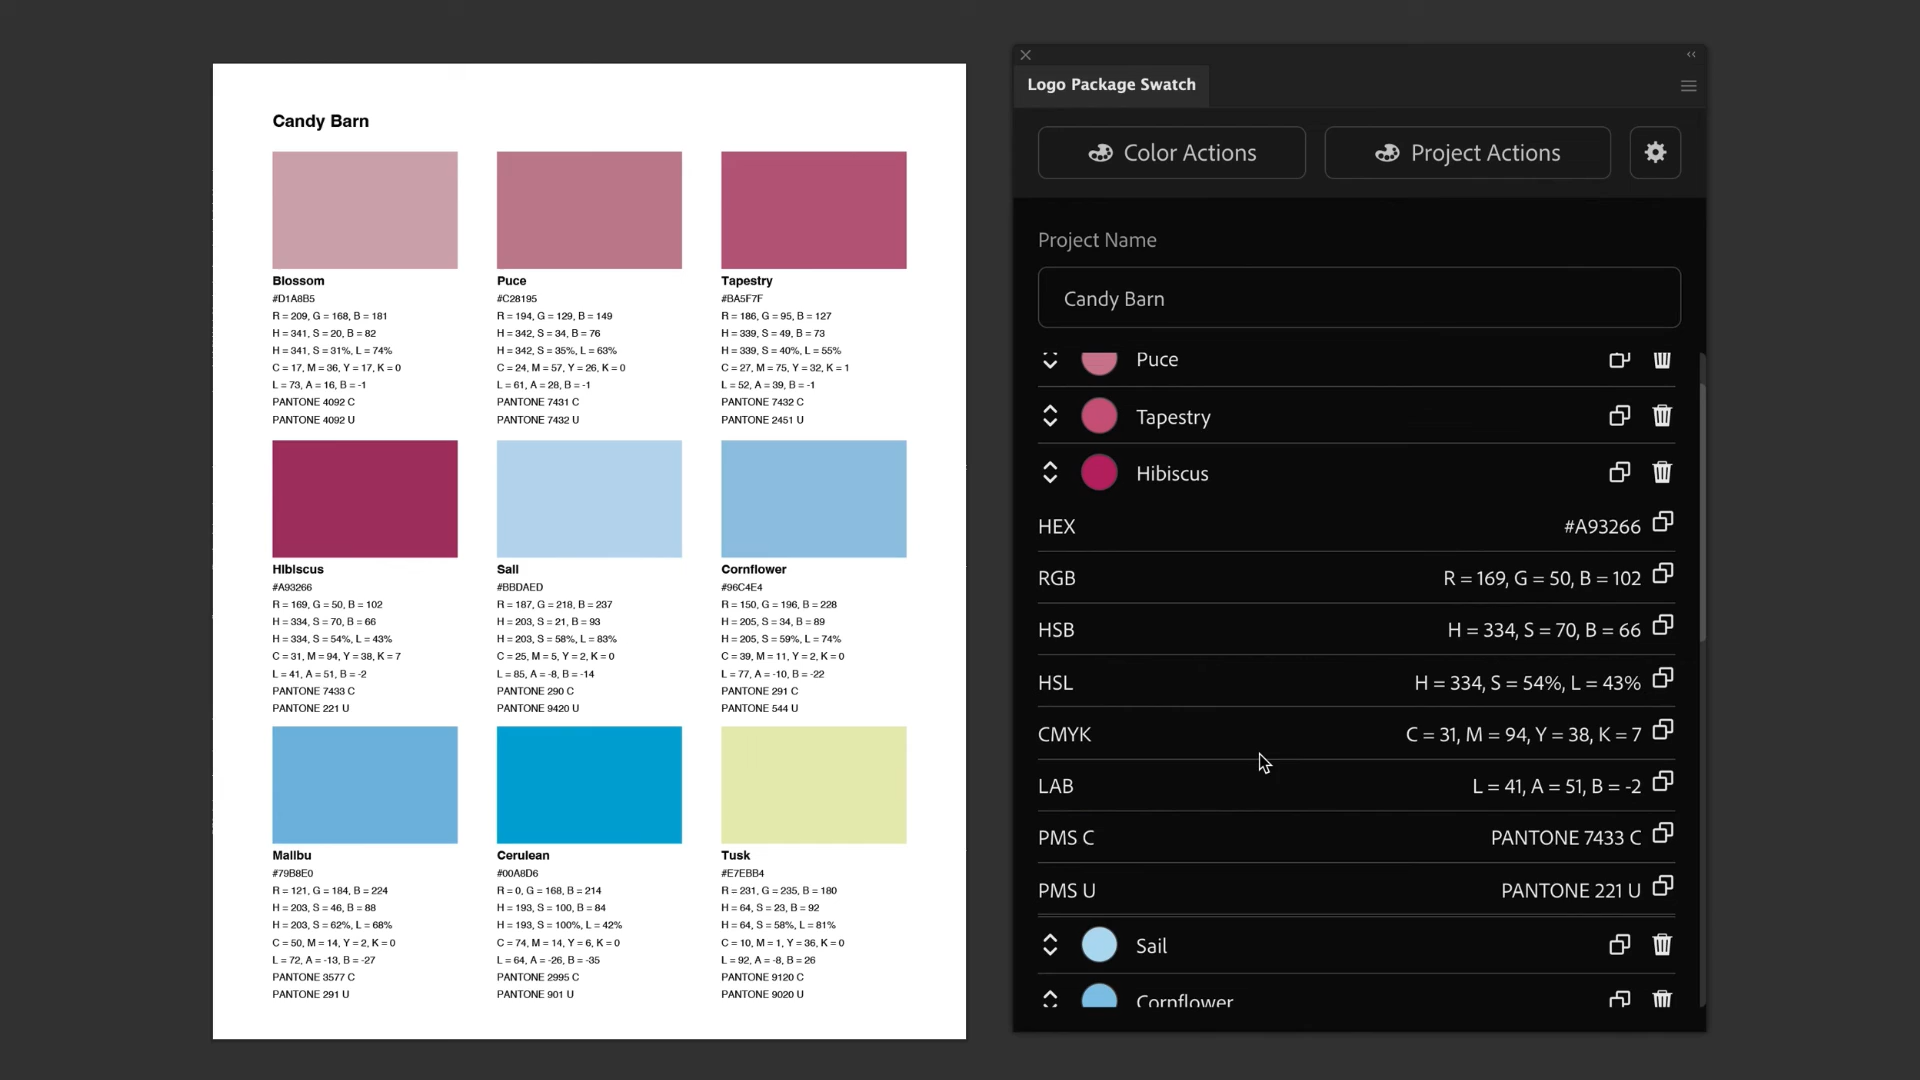 Candy Barn
Blossom
#D1A8B5
R = 209, G = 168, B = 181
H = 341, S = 20, B = 82
H = 341, S = 31%, L = 74%
C = 17, M = 36, Y = 17, K = 0
L = 73, A = 16, B = -1
PANTONE 4092 C
PANTONE 4092 U
Puce
#C28195
R = 194, G = 129, B = 149
H = 342, S = 34, B = 76
H = 342, S = 35%, L = 63%
C = 24, M = 57, Y = 26, K = 0
L = 61, A = 28, B = -1
PANTONE 7431 C
PANTONE 7432 U
Tapestry
#BA5F7F
R = 186, G = 95, B = 127
H = 339, S = 49, B = 73
H = 339, S = 40%, L = 55%
C = 27, M = 75, Y = 32, K = 1
L = 52, A = 39, B = -1
PANTONE 7432 C
PANTONE 2451 U
Hibiscus
#A93266
R = 169, G = 50, B = 102
H = 334, S = 70, B = 66
H = 334, S = 54%, L = 43%
C = 31, M = 94, Y = 38, K = 7
L = 41, A = 51, B = -2
PANTONE 7433 C
PANTONE 221 U
Sail
#BBDAED
R = 187, G = 218, B = 237
H = 203, S = 21, B = 93
H = 203, S = 58%, L = 83%
C = 25, M = 5, Y = 2, K = 0
L = 85, A = -8, B = -14
PANTONE 290 C
PANTONE 9420 U
Cornflower
#96C4E4
R = 150, G = 196, B = 228
H = 205, S = 34, B = 89
H = 205, S = 59%, L = 74%
C = 39, M = 11, Y = 2, K = 0
L = 77, A = -10, B = -22
PANTONE 291 C
PANTONE 544 U
Malibu
#79B8E0
R = 121, G = 184, B = 224
H = 203, S = 46, B = 88
H = 203, S = 62%, L = 68%
C = 50, M = 14, Y = 2, K = 0
L = 72, A = -13, B = -27
PANTONE 3577 C
PANTONE 291 U
Cerulean
#00A8D6
R = 0, G = 168, B = 214
H = 193, S = 100, B = 84
H = 193, S = 100%, L = 42%
C = 74, M = 14, Y = 6, K = 0
L = 64, A = -26, B = -35
PANTONE 2995 C
PANTONE 901 U
Tusk
#E7EBB4
R = 231, G = 235, B = 180
H = 64, S = 23, B = 92
H = 64, S = 58%, L = 81%
C = 10, M = 1, Y = 36, K = 0
L = 92, A = -8, B = 26
PANTONE 9120 C
PANTONE 9020 U
Logo Package Swatch
Color Actions
Project Actions
Project Name
Candy Barn
Puce
Tapestry
Hibiscus
HEX #A93266
RGB R = 169, G = 50, B = 102
HSB H = 334, S = 70, B = 66
HSL H = 334, S = 54%, L = 43%
CMYK C = 31, M = 94, Y = 38, K = 7
LAB L = 41, A = 51, B = -2
PMS C PANTONE 7433 C
PMS U PANTONE 221 U
Sail
Cornflower